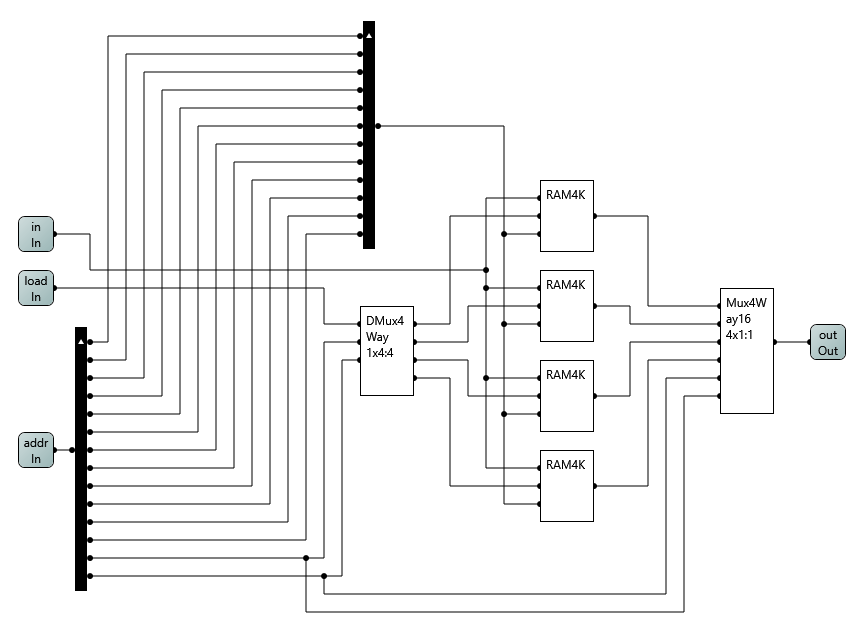 RAM4K
in
In
load
In
RAM4K
DMux4
Way
1x4:4
Mux4W
ay16
4x1:1
out
Out
RAM4K
addr
In
RAM4K